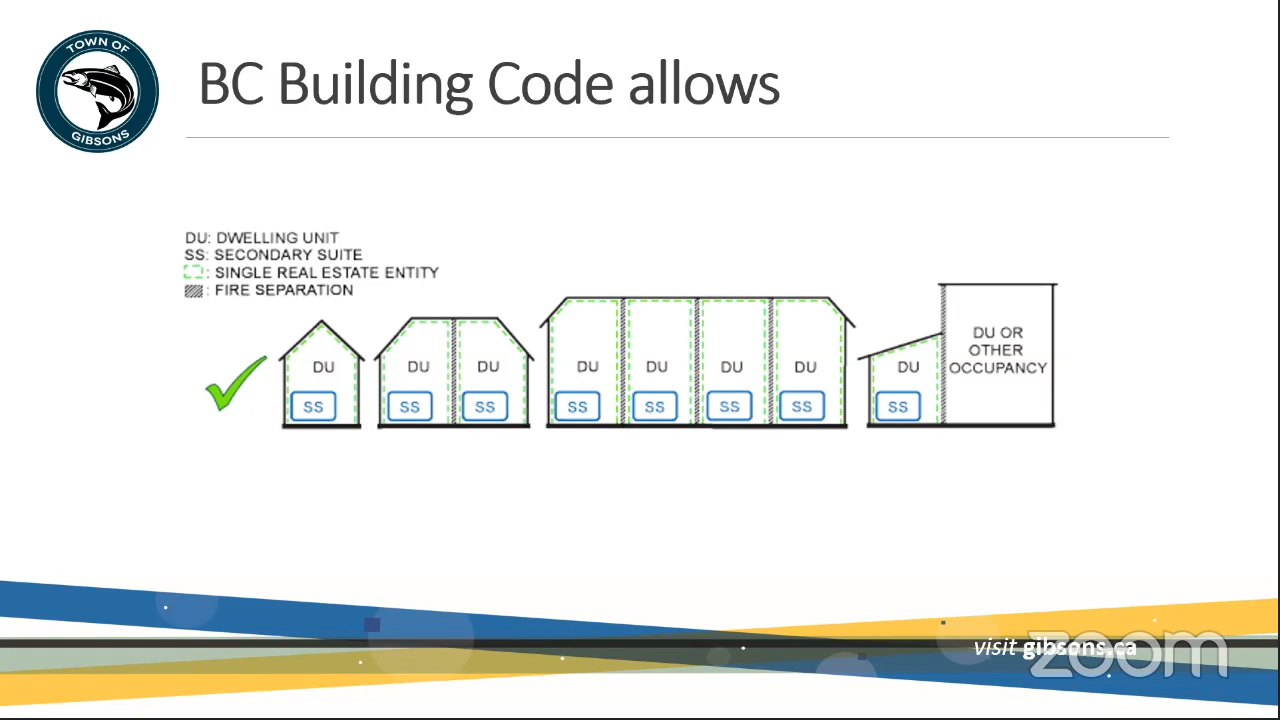 TOWN OF
GIBSONS
BC Building Code allows
DU: DWELLING UNIT
SS: SECONDARY SUITE
: SINGLE REAL ESTATE ENTITY
: FIRE SEPARATION
DU
SS
DU
DU
SS
SS
DU
DU
DU
DU
SS
SS
SS
SS
DU
SS
DU OR
OTHER
OCCUPANCY
visit gibsons.ca
zoom